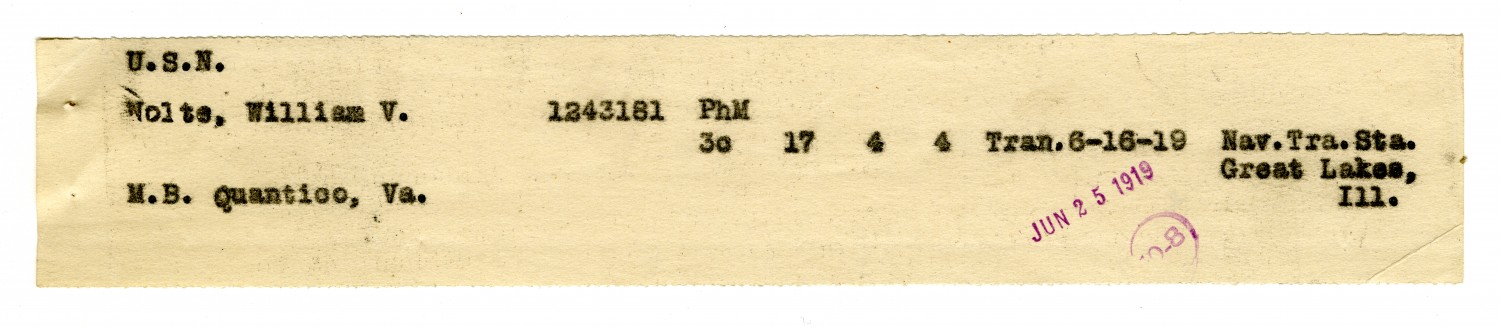 U.S.N.
Nolte, William V. 1243181 PhM
3c 17 4 4 Tran.6-16-19 Nav.Tra.Sta.
Great Lakes,
M.B. Quantico, Va. Ill.
JUN 25 1919